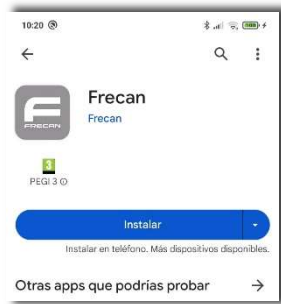 10:20
Frecan
FRECAN
Frecan
3
PEGI 3
Instalar
Instalar en teléfono. Más dispositivos disponibles.
Otras apps que podrías probar